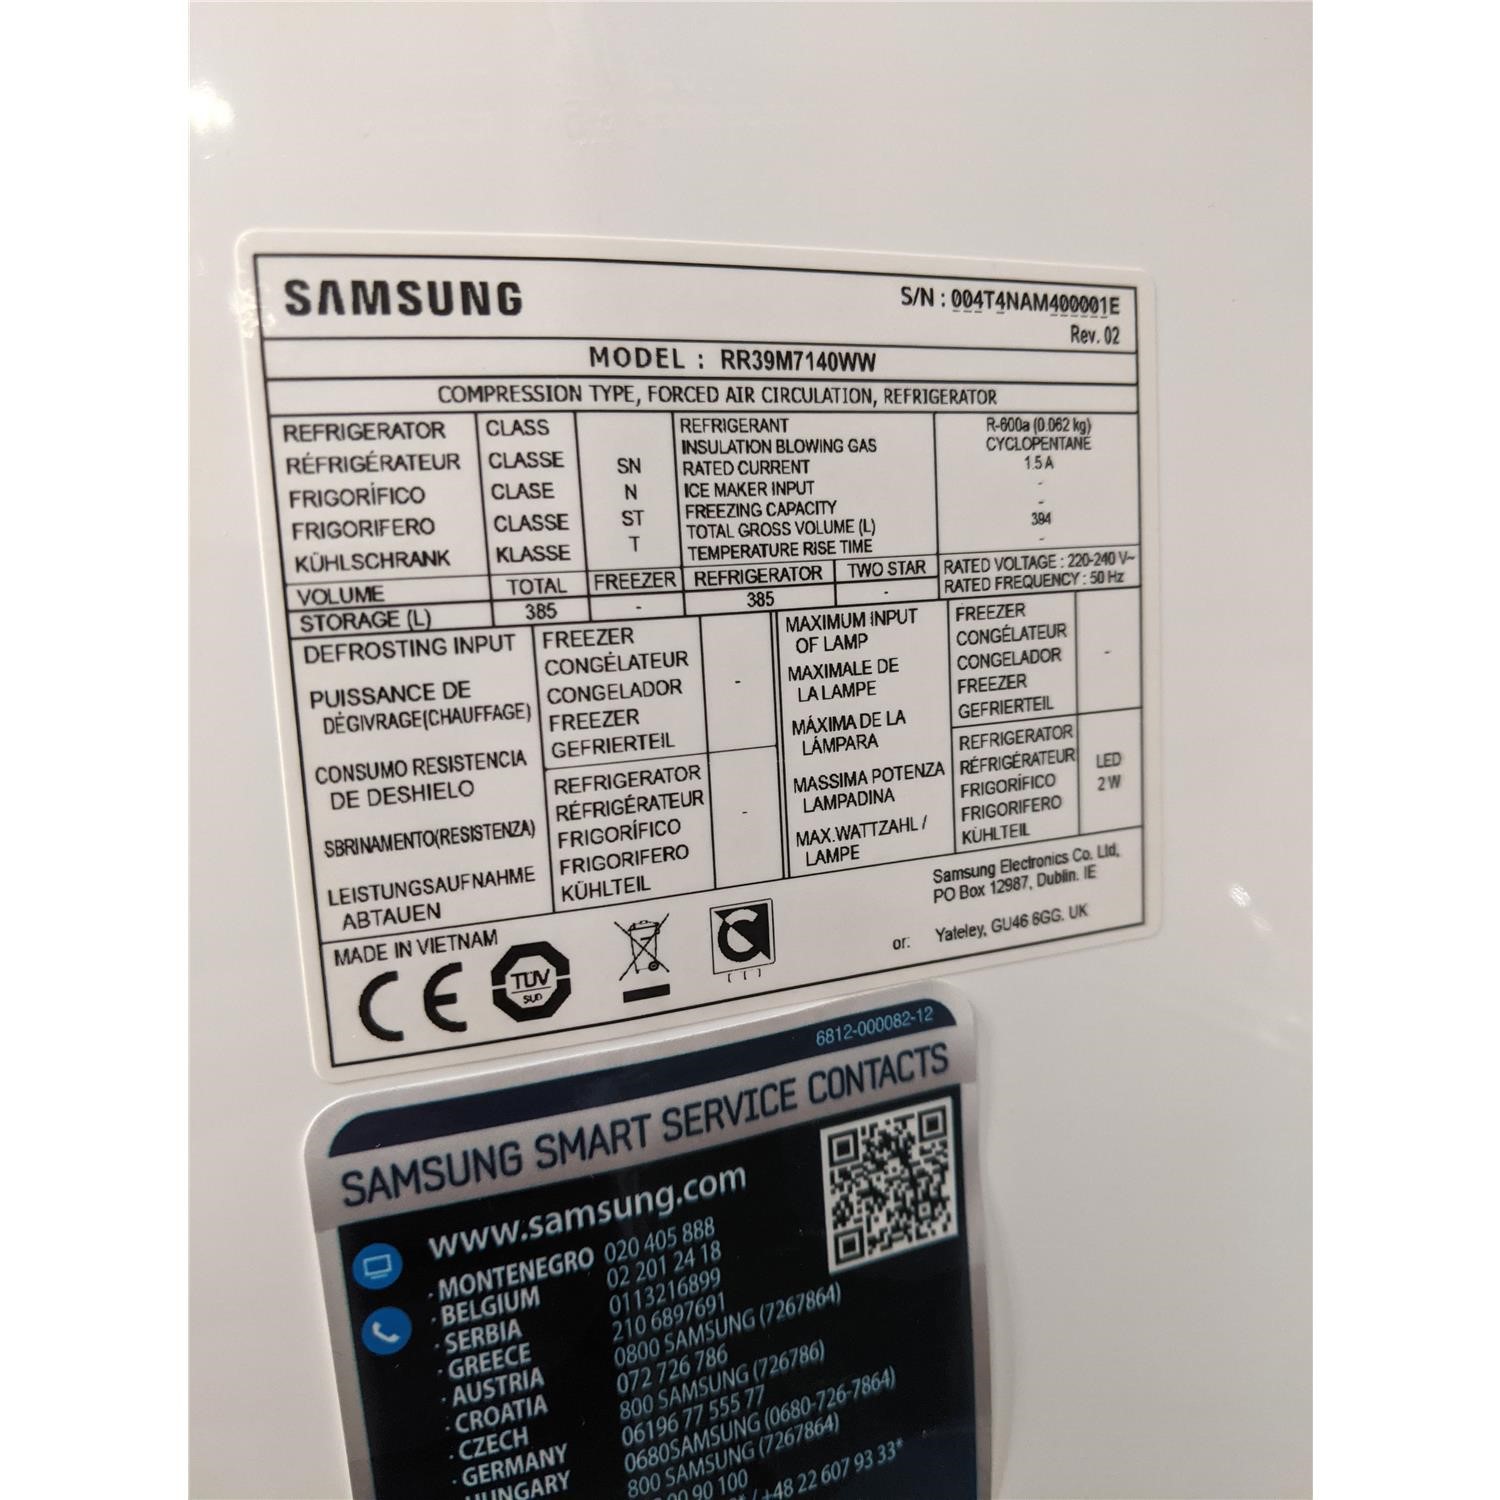 SAMSUNG
S/N : 004T4NAM400001E
Rev. 02
MODEL : RR39M7140WW
COMPRESSION TYPE, FORCED AIR CIRCULATION, REFRIGERATOR
REFRIGERATOR CLASS
RÉFRIGÉRATEUR CLASSE
FRIGORÍFICO CLASE
FRIGORIFERO CLASSE
KÜHLSCHRANK KLASSE
SN
N
ST
T
REFRIGERANT R-600a (0.062 kg)
INSULATION BLOWING GAS CYCLOPENTANE
RATED CURRENT 1.5 A
ICE MAKER INPUT -
FREEZING CAPACITY -
TOTAL GROSS VOLUME (L) 394
TEMPERATURE RISE TIME -
VOLUME TOTAL FREEZER REFRIGERATOR TWO STAR
STORAGE (L) 385 - 385 -
RATED VOLTAGE : 220-240 V~
RATED FREQUENCY : 50 Hz
DEFROSTING INPUT
PUISSANCE DE
DÉGIVRAGE(CHAUFFAGE)
CONSUMO RESISTENCIA
DE DESHIELO
SBRINAMENTO(RESISTENZA)
LEISTUNGSAUFNAHME
ABTAUEN
FREEZER
CONGÉLATEUR
CONGELADOR
FREEZER
GEFRIERTEIL
-
REFRIGERATOR
RÉFRIGÉRATEUR
FRIGORÍFICO
FRIGORIFERO
KÜHLTEIL
-
MAXIMUM INPUT
OF LAMP
MAXIMALE DE
LA LAMPE
MÁXIMA DE LA
LÁMPARA
MASSIMA POTENZA
LAMPADINA
MAX.WATTZAHL /
LAMPE
FREEZER
CONGÉLATEUR
CONGELADOR
FREEZER
GEFRIERTEIL
-
REFRIGERATOR
RÉFRIGÉRATEUR
FRIGORÍFICO
FRIGORIFERO
KÜHLTEIL
LED
2 W
MADE IN VIETNAM
CE
TÜV
SUD
Samsung Electronics Co. Ltd,
PO Box 12987, Dublin. IE
or: Yateley, GU46 6GG. UK
6812-000082-12
SAMSUNG SMART SERVICE CONTACTS
www.samsung.com
· MONTENEGRO 020 405 888
· BELGIUM 02 201 24 18
· SERBIA 0113216899
· GREECE 210 6897691
· AUSTRIA 0800 SAMSUNG (7267864)
· CROATIA 072 726 786
· CZECH 800 SAMSUNG (726786)
· GERMANY 06196 77 555 77
HUNGARY 0680SAMSUNG (0680-726-7864)
800 SAMSUNG (7267864)
90 100
/ +48 22 607 93 33*